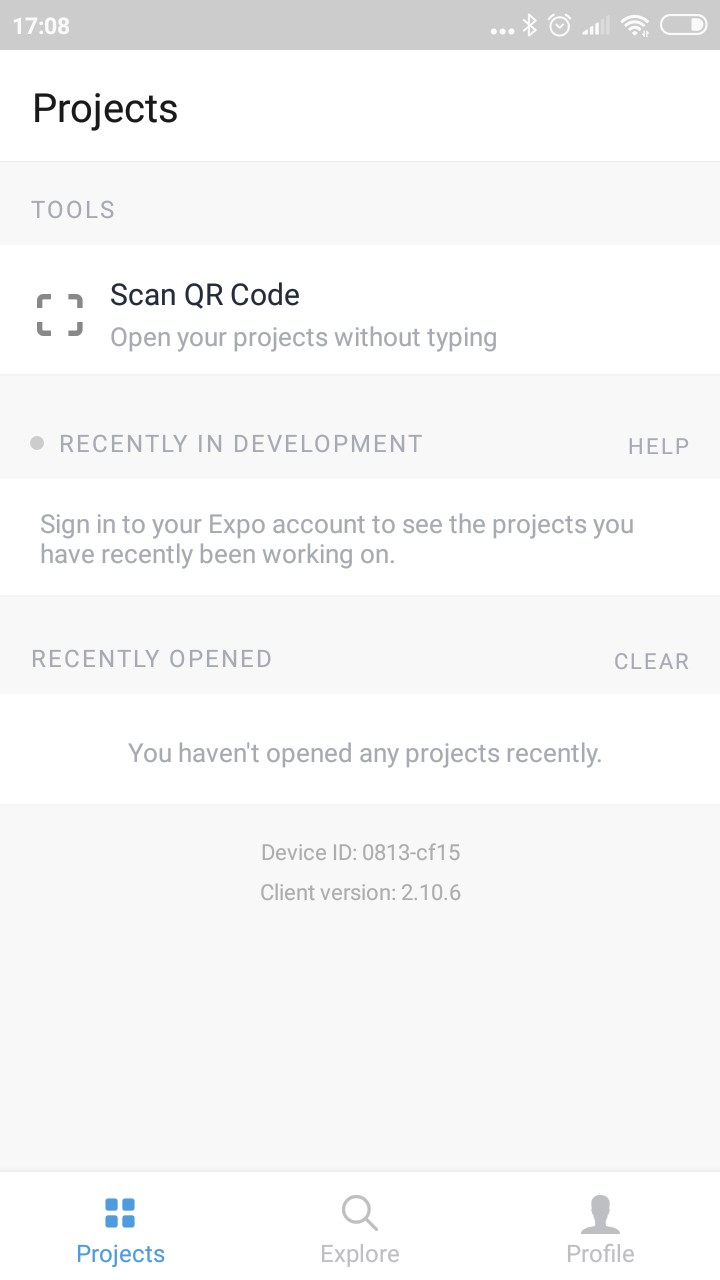 17:08
Projects
TOOLS
Scan QR Code
Open your projects without typing
RECENTLY IN DEVELOPMENT
HELP
Sign in to your Expo account to see the projects you
have recently been working on.
RECENTLY OPENED
CLEAR
You haven't opened any projects recently.
Device ID: 0813-cf15
Client version: 2.10.6
Projects
Explore
Profile